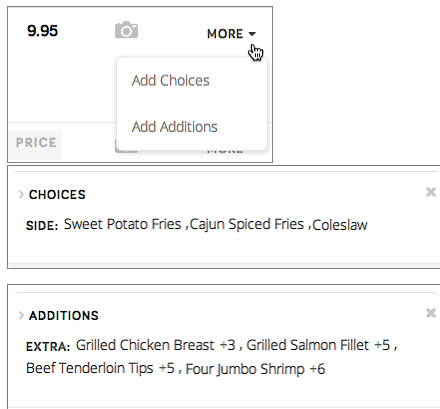 9.95 MORE
Add Choices
Add Additions
PRICE MORE
CHOICES
SIDE: Sweet Potato Fries ,Cajun Spiced Fries ,Coleslaw
ADDITIONS
EXTRA: Grilled Chicken Breast +3 , Grilled Salmon Fillet +5 ,
Beef Tenderloin Tips +5 , Four Jumbo Shrimp +6